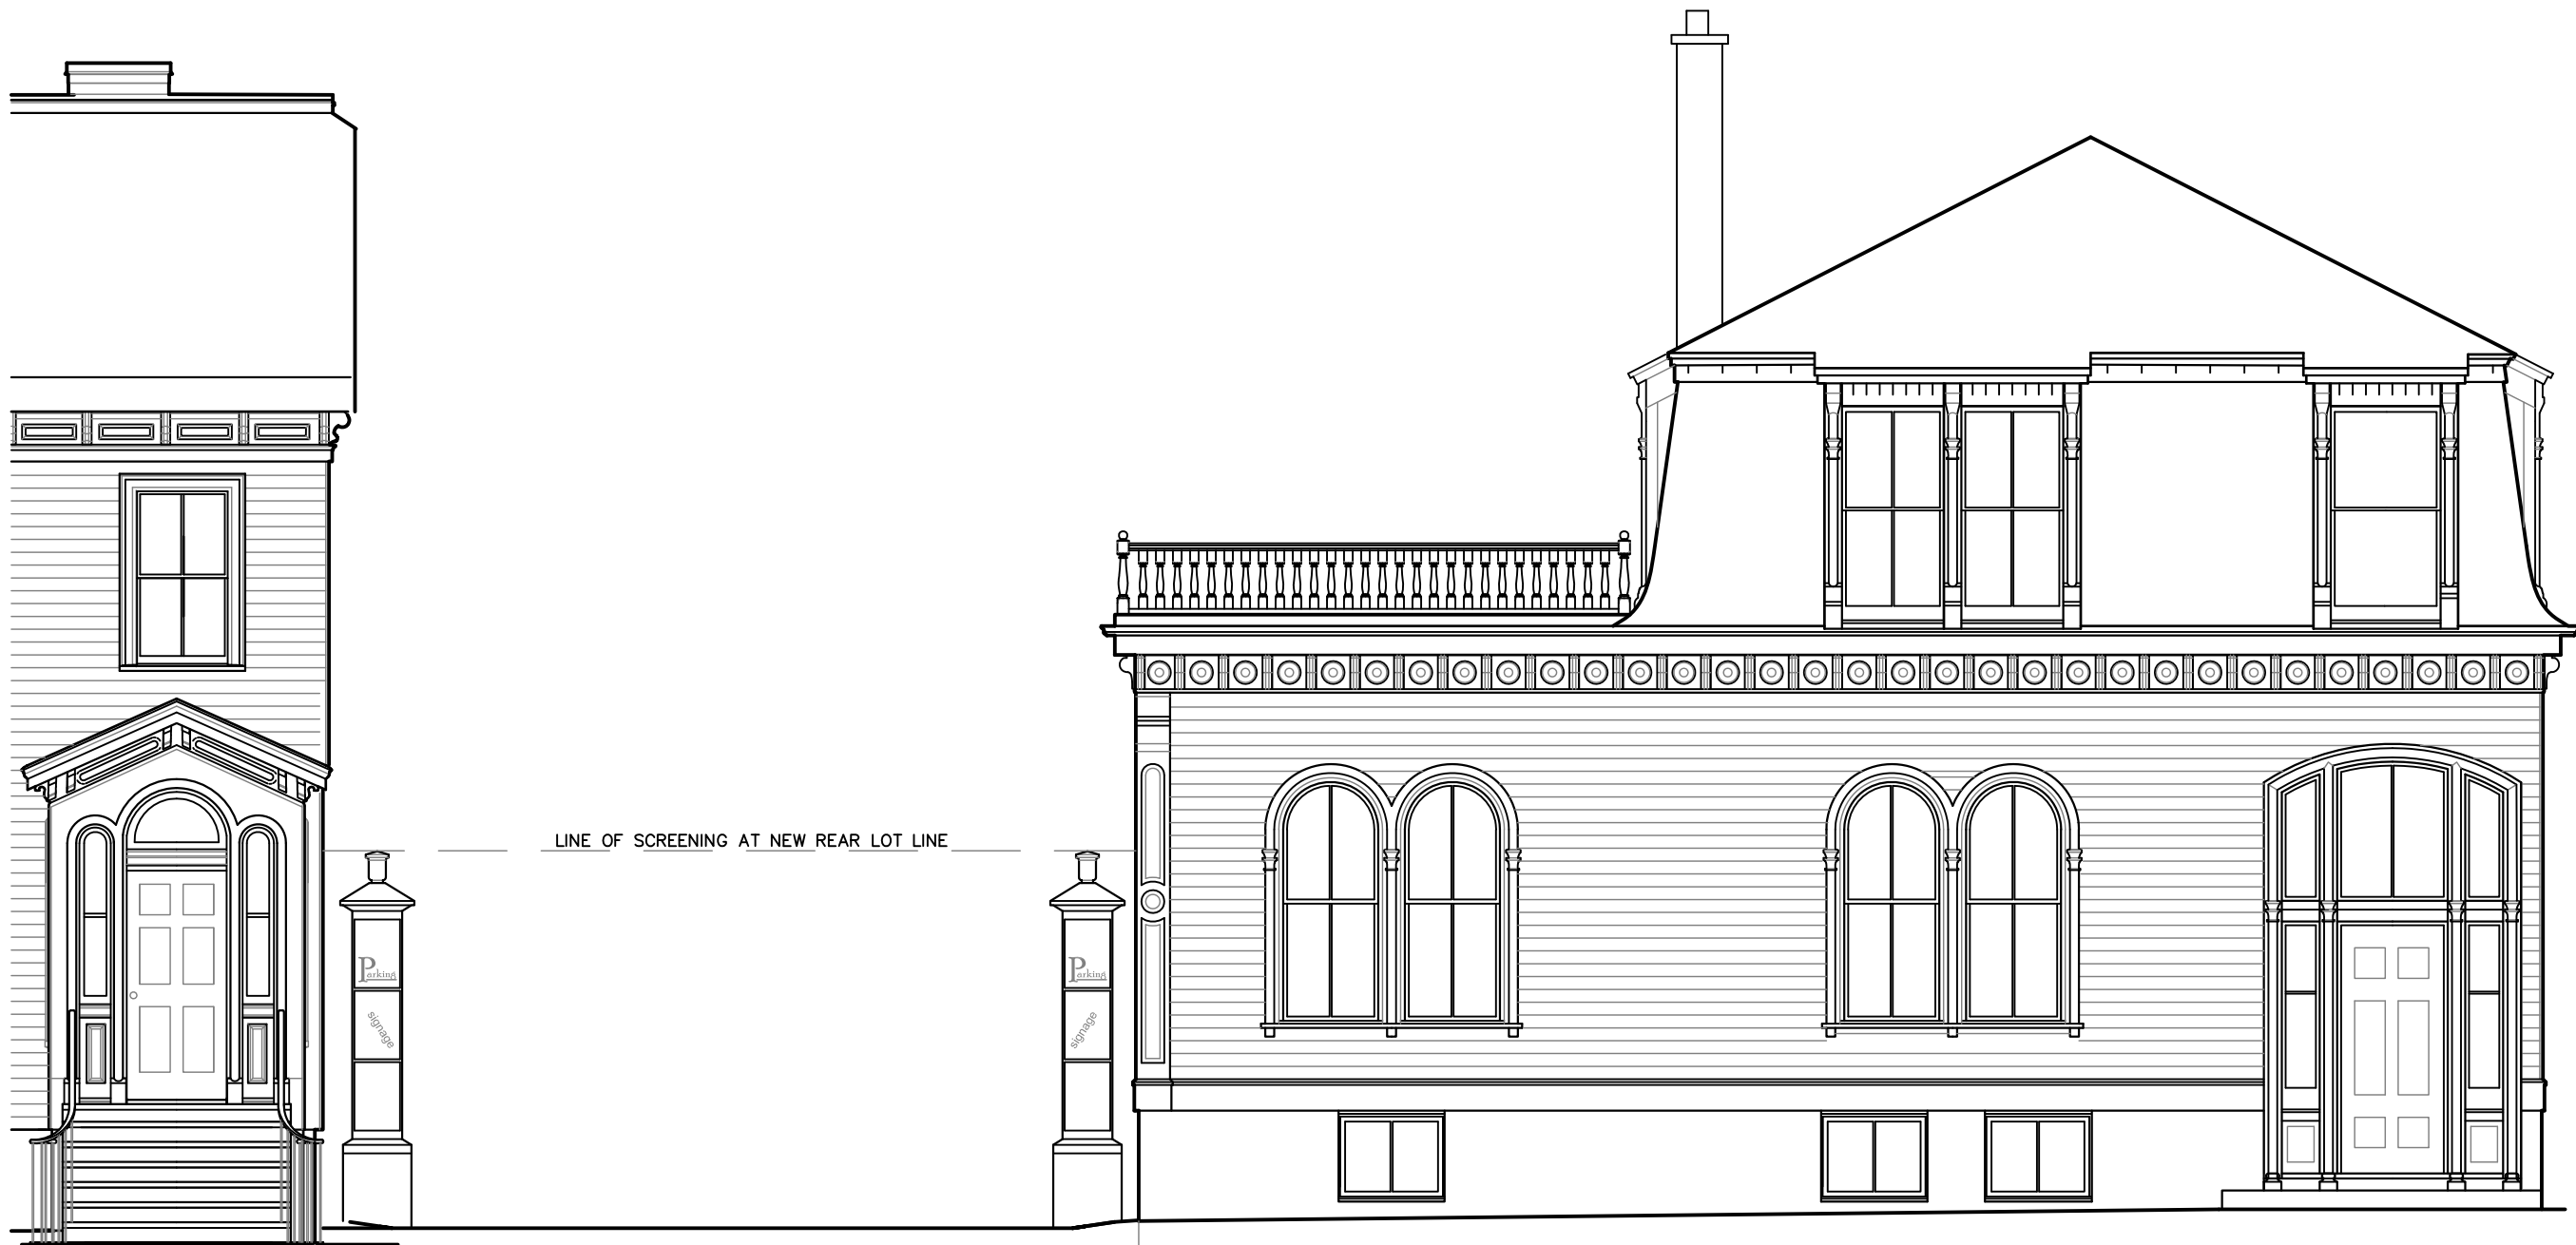 LINE OF SCREENING AT NEW REAR LOT LINE
Parking
signage
Parking
signage